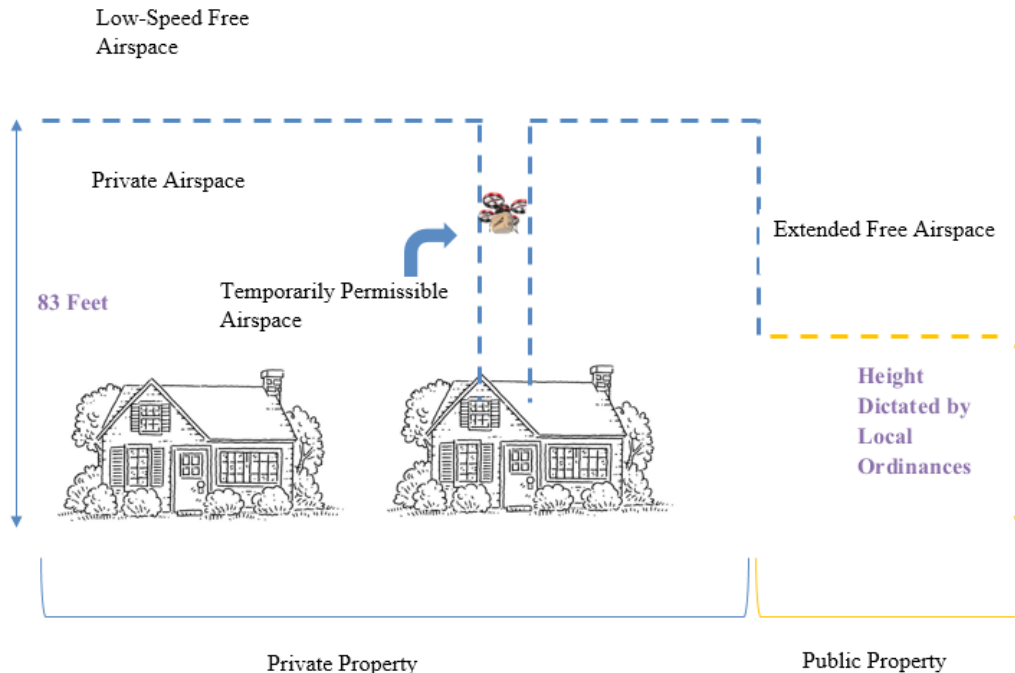 Low-Speed Free
Airspace
Private Airspace
Extended Free Airspace
Temporarily Permissible
Airspace
83 Feet
Height
Dictated by
Local
Ordinances
Private Property
Public Property